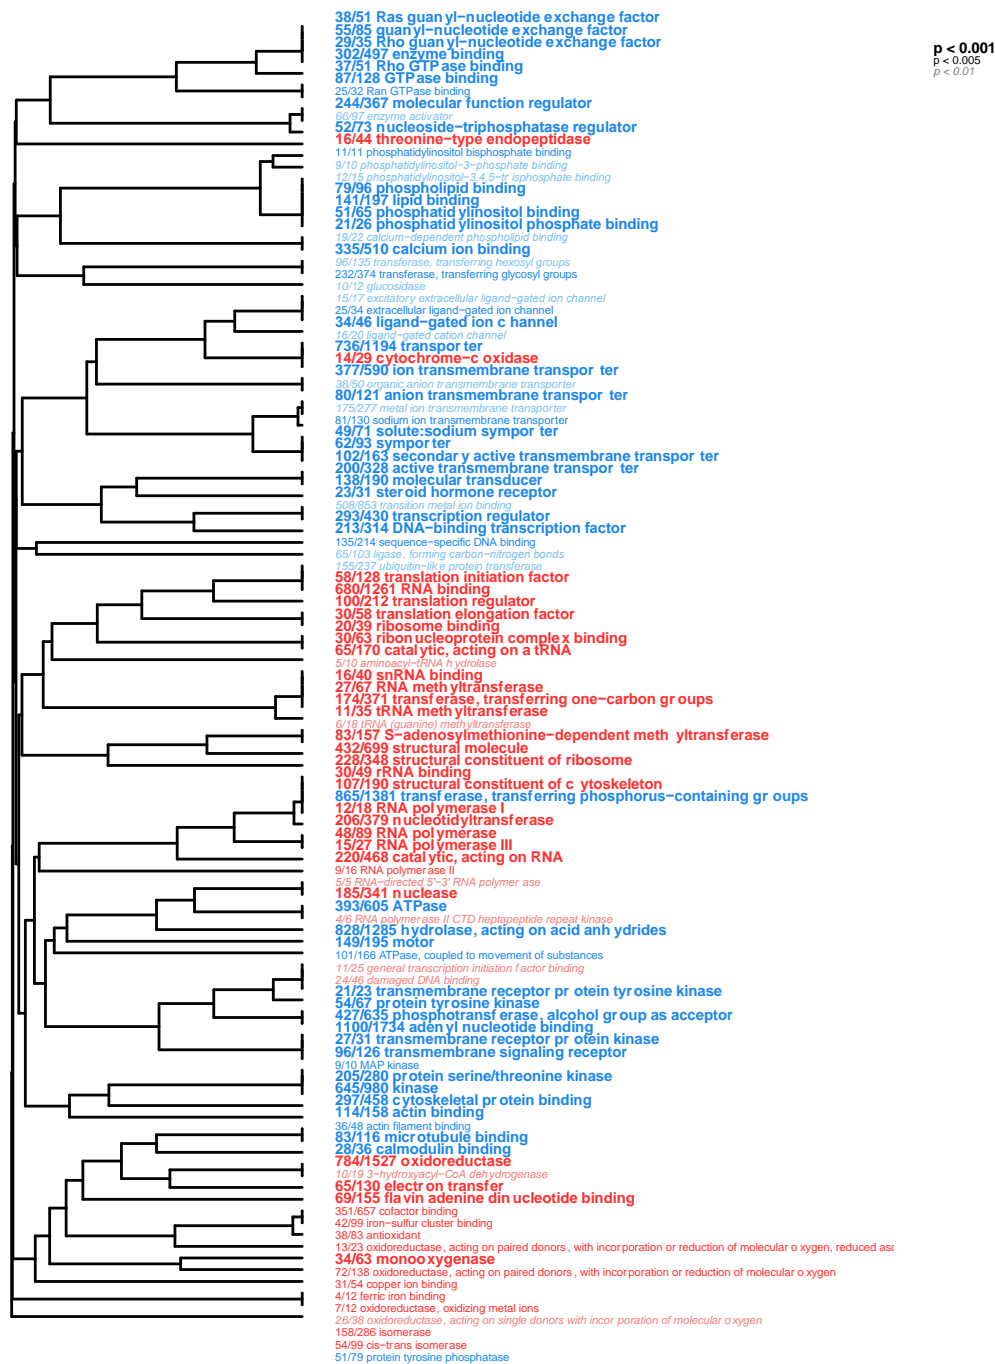 38/51 Ras guanyl−nucleotide exchange factor
55/85 guanyl−nucleotide exchange factor
29/35 Rho guanyl−nucleotide exchange factor
302/497 enzyme binding
37/51 Rho GTPase binding
87/128 GTPase binding
25/32 Ran GTPase binding
244/367 molecular function regulator
66/97 enzyme activator
52/73 nucleoside−triphosphatase regulator
16/44 threonine−type endopeptidase
11/11 phosphatidylinositol bisphosphate binding
9/10 phosphatidylinositol−3−phosphate binding
12/15 phosphatidylinositol−3,4,5−trisphosphate binding
79/96 phospholipid binding
141/197 lipid binding
51/65 phosphatidylinositol binding
21/26 phosphatidylinositol phosphate binding
19/22 calcium−dependent phospholipid binding
335/510 calcium ion binding
96/135 transferase, transferring hexosyl groups
232/374 transferase, transferring glycosyl groups
10/12 glucosidase
15/17 excitatory extracellular ligand−gated ion channel
25/34 extracellular ligand−gated ion channel
34/46 ligand−gated ion channel
16/20 ligand−gated cation channel
736/1194 transporter
14/29 cytochrome−c oxidase
377/590 ion transmembrane transporter
38/50 organic anion transmembrane transporter
80/121 anion transmembrane transporter
175/277 metal ion transmembrane transporter
81/130 sodium ion transmembrane transporter
49/71 solute:sodium symporter
62/93 symporter
102/163 secondary active transmembrane transporter
200/328 active transmembrane transporter
138/190 molecular transducer
23/31 steroid hormone receptor
508/853 transition metal ion binding
293/430 transcription regulator
213/314 DNA−binding transcription factor
135/214 sequence−specific DNA binding
65/103 ligase, forming carbon−nitrogen bonds
155/237 ubiquitin−like protein transferase
58/128 translation initiation factor
680/1261 RNA binding
100/212 translation regulator
30/58 translation elongation factor
20/39 ribosome binding
30/63 ribonucleoprotein complex binding
65/170 catalytic, acting on a tRNA
5/10 aminoacyl−tRNA hydrolase
16/40 snRNA binding
27/67 RNA methyltransferase
174/371 transferase, transferring one−carbon groups
11/35 tRNA methyltransferase
6/18 tRNA (guanine) methyltransferase
83/157 S−adenosylmethionine−dependent methyltransferase
432/699 structural molecule
228/348 structural constituent of ribosome
30/49 rRNA binding
107/190 structural constituent of cytoskeleton
865/1381 transferase, transferring phosphorus−containing groups
12/18 RNA polymerase I
206/379 nucleotidyltransferase
48/89 RNA polymerase
15/27 RNA polymerase III
220/468 catalytic, acting on RNA
9/16 RNA polymerase II
5/5 RNA−directed 5'−3' RNA polymerase
185/341 nuclease
393/605 ATPase
4/6 RNA polymerase II CTD heptapeptide repeat kinase
828/1285 hydrolase, acting on acid anhydrides
149/195 motor
101/166 ATPase, coupled to movement of substances
11/25 general transcription initiation factor binding
24/46 damaged DNA binding
21/23 transmembrane receptor protein tyrosine kinase
54/67 protein tyrosine kinase
427/635 phosphotransferase, alcohol group as acceptor
1100/1734 adenyl nucleotide binding
27/31 transmembrane receptor protein kinase
96/126 transmembrane signaling receptor
9/10 MAP kinase
205/280 protein serine/threonine kinase
645/980 kinase
297/458 cytoskeletal protein binding
114/158 actin binding
36/48 actin filament binding
83/116 microtubule binding
28/36 calmodulin binding
784/1527 oxidoreductase
10/19 3−hydroxyacyl−CoA dehydrogenase
65/130 electron transfer
69/155 flavin adenine dinucleotide binding
351/657 cofactor binding
42/99 iron−sulfur cluster binding
38/83 antioxidant
13/23 oxidoreductase, acting on paired donors, with incorporation or reduction of molecular oxygen, reduced asc
34/63 monooxygenase
72/138 oxidoreductase, acting on paired donors, with incorporation or reduction of molecular oxygen
31/54 copper ion binding
4/12 ferric iron binding
7/12 oxidoreductase, oxidizing metal ions
26/38 oxidoreductase, acting on single donors with incorporation of molecular oxygen
158/286 isomerase
54/99 cis−trans isomerase
51/79 protein tyrosine phosphatase
p < 0.001
p < 0.005
p < 0.01